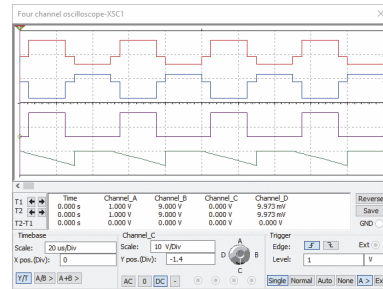 Four channel oscilloscope-XSC1
Time Channel_A Channel_B Channel_C Channel_D
T1 0.000 s 1.000 V 9.000 V 0.000 V 9.973 mV
T2 0.000 s 1.000 V 9.000 V 0.000 V 9.973 mV
T2-T1 0.000 s 0.000 V 0.000 V 0.000 V 0.000 V
Reverse
Save
GND
Timebase
Scale: 20 us/Div
X pos.(Div): 0
Y/T A/B > A+B >
Channel_C
Scale: 10 V/Div
Y pos.(Div): -1.4
AC 0 DC -
A
B
C
D
Trigger
Edge: Ext
Level: 1 V
Single Normal Auto None A > Ex